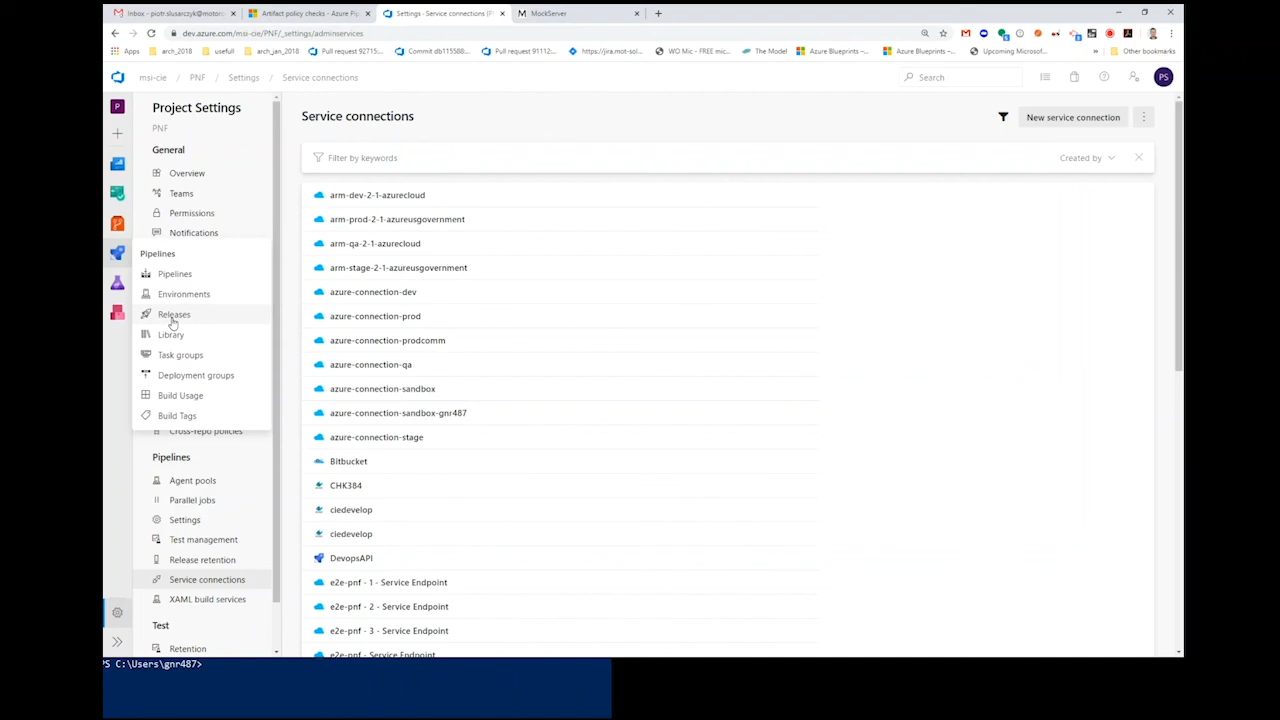 Inbox - piotr.slusarczyk@motoro
Artifact policy checks - Azure Pip
Settings - Service connections (P
MockServer
dev.azure.com/msi-cie/PNF/_settings/adminservices
Apps
arch_2018
usefull
arch_jan_2018
Pull request 92715:...
Commit db115588:...
Pull request 91112:...
https://jira.mot-sol...
WO Mic - FREE mic...
The Model
Azure Blueprints -...
Azure Blueprints -...
Upcoming Microsof...
»
Other bookmarks
msi-cie / PNF / Settings / Service connections
Search
PS
P
Project Settings
PNF
General
Overview
Teams
Permissions
Notifications
Pipelines
Pipelines
Environments
Releases
Library
Task groups
Deployment groups
Build Usage
Build Tags
Cross-repo policies
Pipelines
Agent pools
Parallel jobs
Settings
Test management
Release retention
Service connections
XAML build services
Test
Retention
Service connections
New service connection
Filter by keywords
Created by
arm-dev-2-1-azurecloud
arm-prod-2-1-azureusgovernment
arm-qa-2-1-azurecloud
arm-stage-2-1-azureusgovernment
azure-connection-dev
azure-connection-prod
azure-connection-prodcomm
azure-connection-qa
azure-connection-sandbox
azure-connection-sandbox-gnr487
azure-connection-stage
Bitbucket
CHK384
ciedevelop
ciedevelop
DevopsAPI
e2e-pnf - 1 - Service Endpoint
e2e-pnf - 2 - Service Endpoint
e2e-pnf - 3 - Service Endpoint
e2e-pnf - Service Endpoint
PS C:\Users\gnr487>